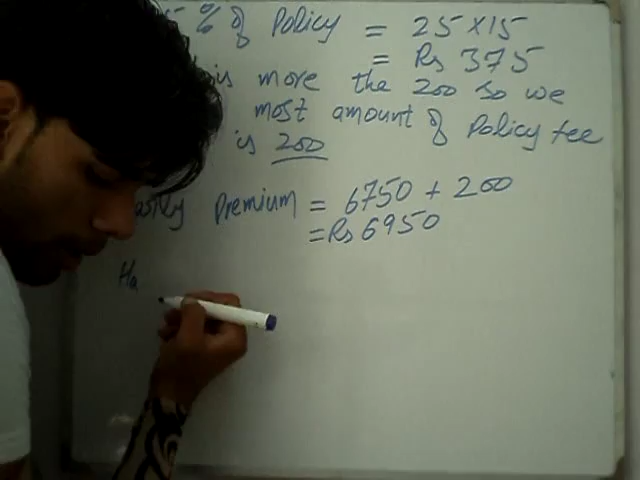 % of Policy = 25 × 15
= Rs 375
is more the 200 so we
most amount of Policy fee
is 200
Premium = 6750 + 200
= Rs 6950
Ha